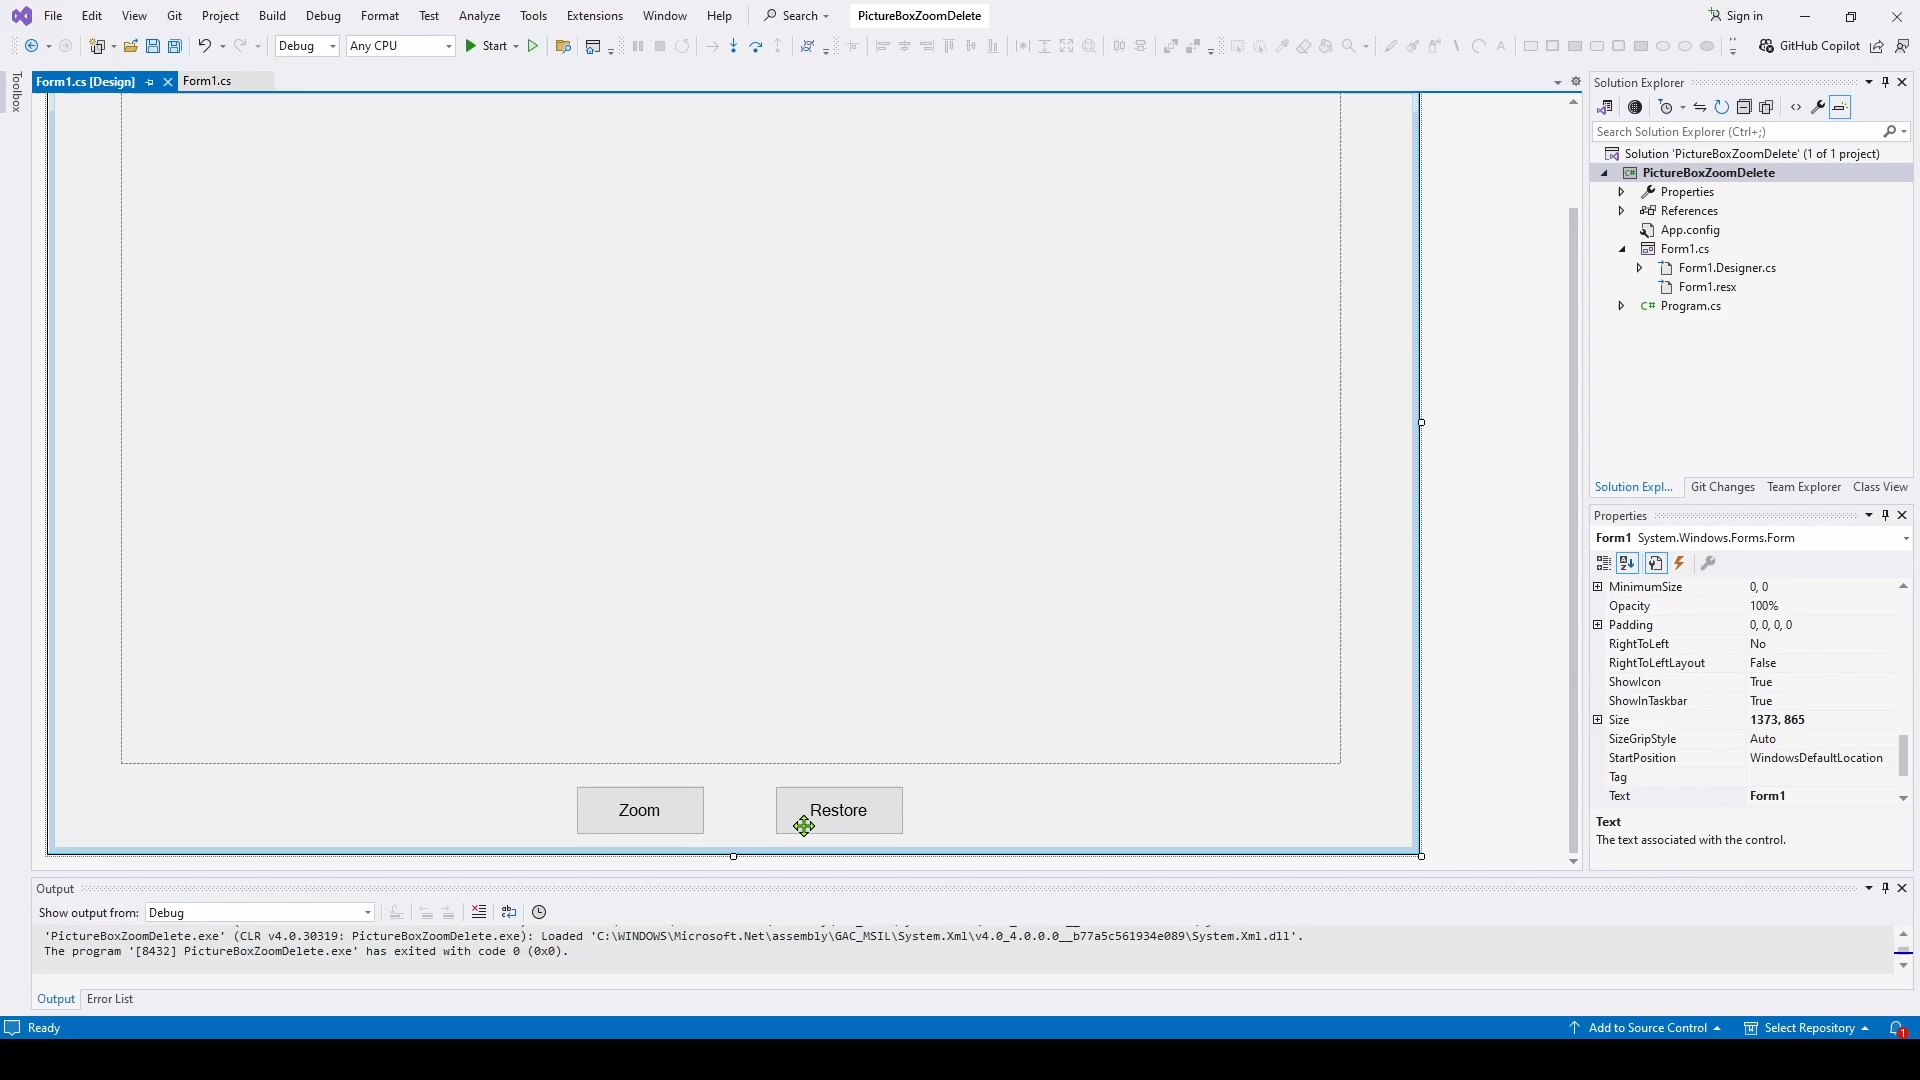 File Edit View Git Project Build Debug Format Test Analyze Tools Extensions Window Help Search PictureBoxZoomDelete Sign in
Debug Any CPU Start GitHub Copilot
Toolbox
Form1.cs [Design] Form1.cs
Zoom Restore
Solution Explorer
Search Solution Explorer (Ctrl+;)
Solution 'PictureBoxZoomDelete' (1 of 1 project)
C# PictureBoxZoomDelete
Properties
References
App.config
Form1.cs
Form1.Designer.cs
Form1.resx
C# Program.cs
Solution Expl... Git Changes Team Explorer Class View
Properties
Form1 System.Windows.Forms.Form
MinimumSize 0, 0
Opacity 100%
Padding 0, 0, 0, 0
RightToLeft No
RightToLeftLayout False
ShowIcon True
ShowInTaskbar True
Size 1373, 865
SizeGripStyle Auto
StartPosition WindowsDefaultLocation
Tag
Text Form1
Text
The text associated with the control.
Output
Show output from: Debug
'PictureBoxZoomDelete.exe' (CLR v4.0.30319: PictureBoxZoomDelete.exe): Loaded 'C:\WINDOWS\Microsoft.Net\assembly\GAC_MSIL\System.Xml\v4.0_4.0.0.0__b77a5c561934e089\System.Xml.dll'.
The program '[8432] PictureBoxZoomDelete.exe' has exited with code 0 (0x0).
Output Error List
Ready Add to Source Control Select Repository 1